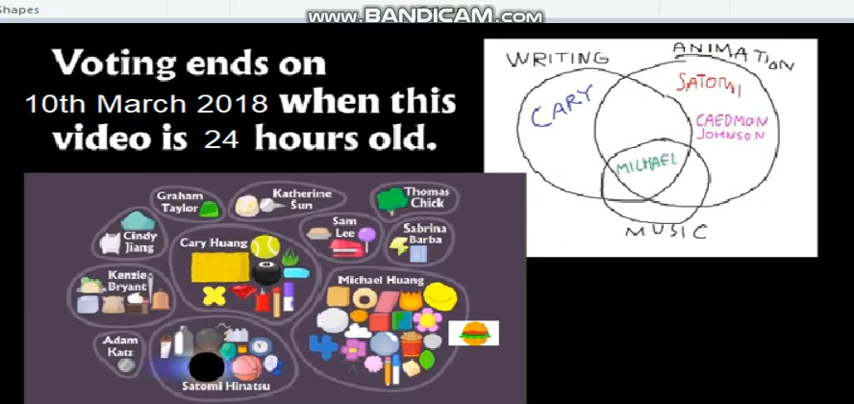 Shapes
WWW.BANDICAM.COM
Voting ends on
10th March 2018 when this
video is 24 hours old.
WRITING
ANIMATION
CARY
SATOMI
CAEDMON
JOHNSON
MICHAEL
MUSIC
Graham
Taylor
Katherine
Sun
Thomas
Chick
Cindy
Jiang
Cary Huang
Sam
Lee
Sabrina
Barba
Kenzie
Bryant
Michael Huang
Adam
Katz
Satomi Hinatsu